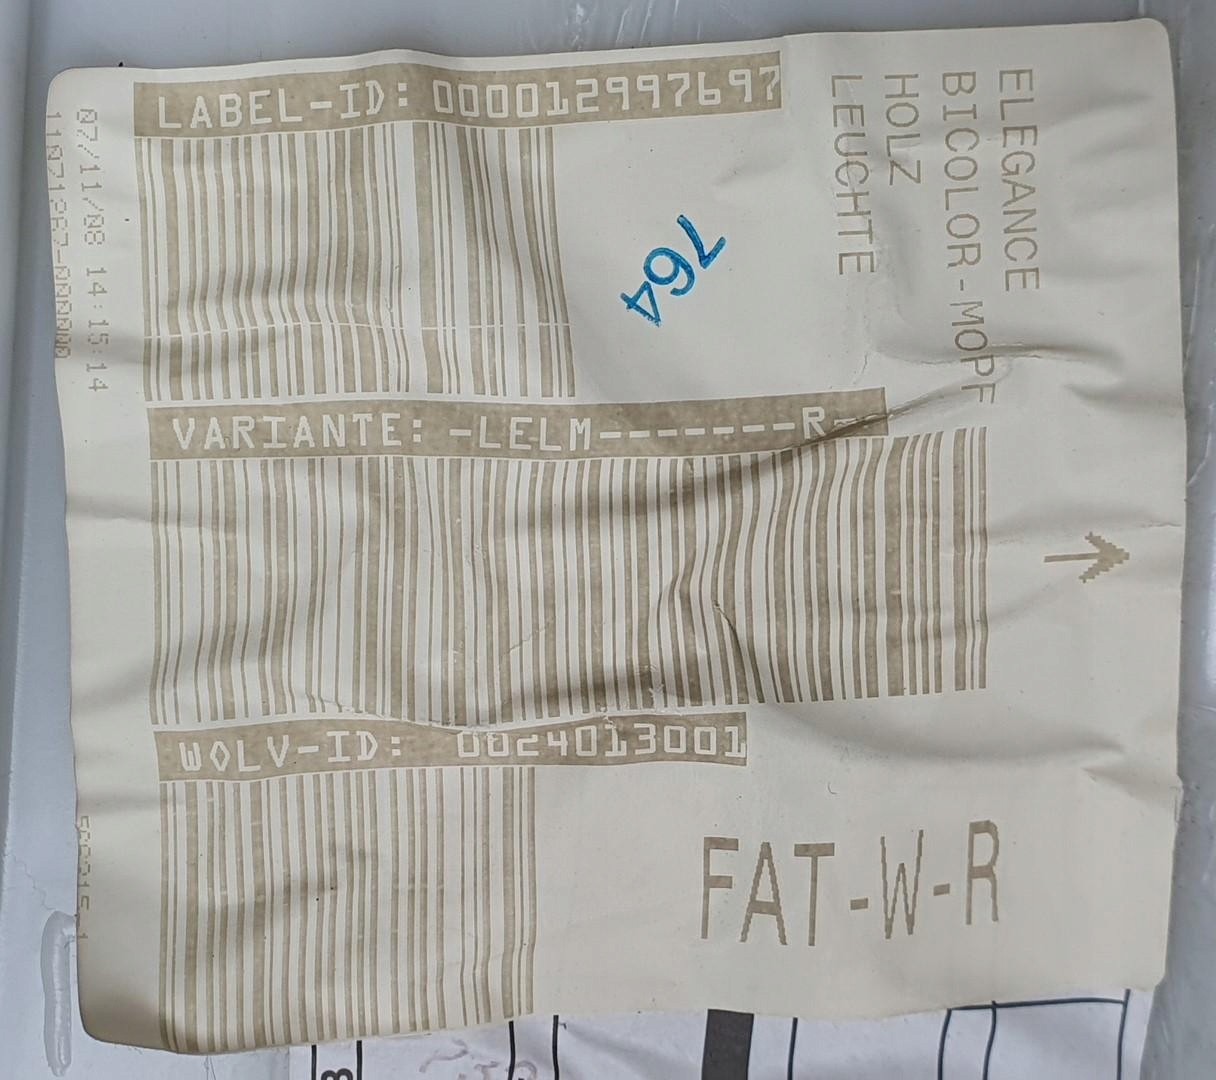 LABEL-ID: 000012997697
ELEGANCE
BICOLOR-MOPF
HOLZ
LEUCHTE
07/11/08 14:15:14
764
VARIANTE: -LELM-------R--
WOLV-ID: 0024013001
FAT-W-R
B